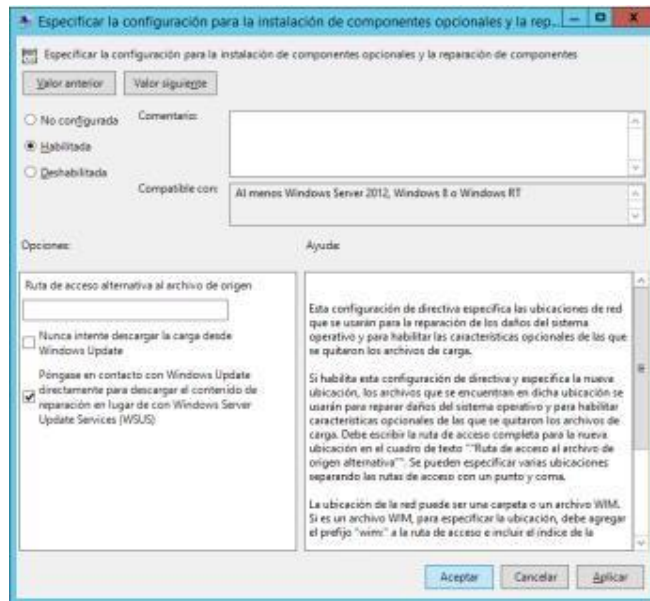 Especificar la configuración para la instalación de componentes opcionales y la rep...
Especificar la configuración para la instalación de componentes opcionales y la reparación de componentes
Valor anterior
Valor siguiente
No configurada
Comentario:
Habilitada
Deshabilitada
Compatible con:
Al menos Windows Server 2012, Windows 8 o Windows RT
Opciones:
Ayuda:
Ruta de acceso alternativa al archivo de origen
Nunca intente descargar la carga desde
Windows Update
Póngase en contacto con Windows Update
directamente para descargar el contenido de
reparación en lugar de con Windows Server
Update Services (WSUS)
Esta configuración de directiva especifica las ubicaciones de red
que se usarán para la reparación de los daños del sistema
operativo y para habilitar las características opcionales de las que
se quitaron los archivos de carga.
Si habilita esta configuración de directiva y especifica la nueva
ubicación, los archivos que se encuentran en dicha ubicación se
usarán para reparar daños del sistema operativo y para habilitar
características opcionales de las que se quitaron los archivos de
carga. Debe escribir la ruta de acceso completa para la nueva
ubicación en el cuadro de texto ""Ruta de acceso al archivo de
origen alternativa"". Se pueden especificar varias ubicaciones
separando las rutas de acceso con un punto y coma.
La ubicación de la red puede ser una carpeta o un archivo WIM.
Si es un archivo WIM, para especificar la ubicación, debe agregar
el prefijo "wim:" a la ruta de acceso e incluir el índice de la
Aceptar
Cancelar
Aplicar